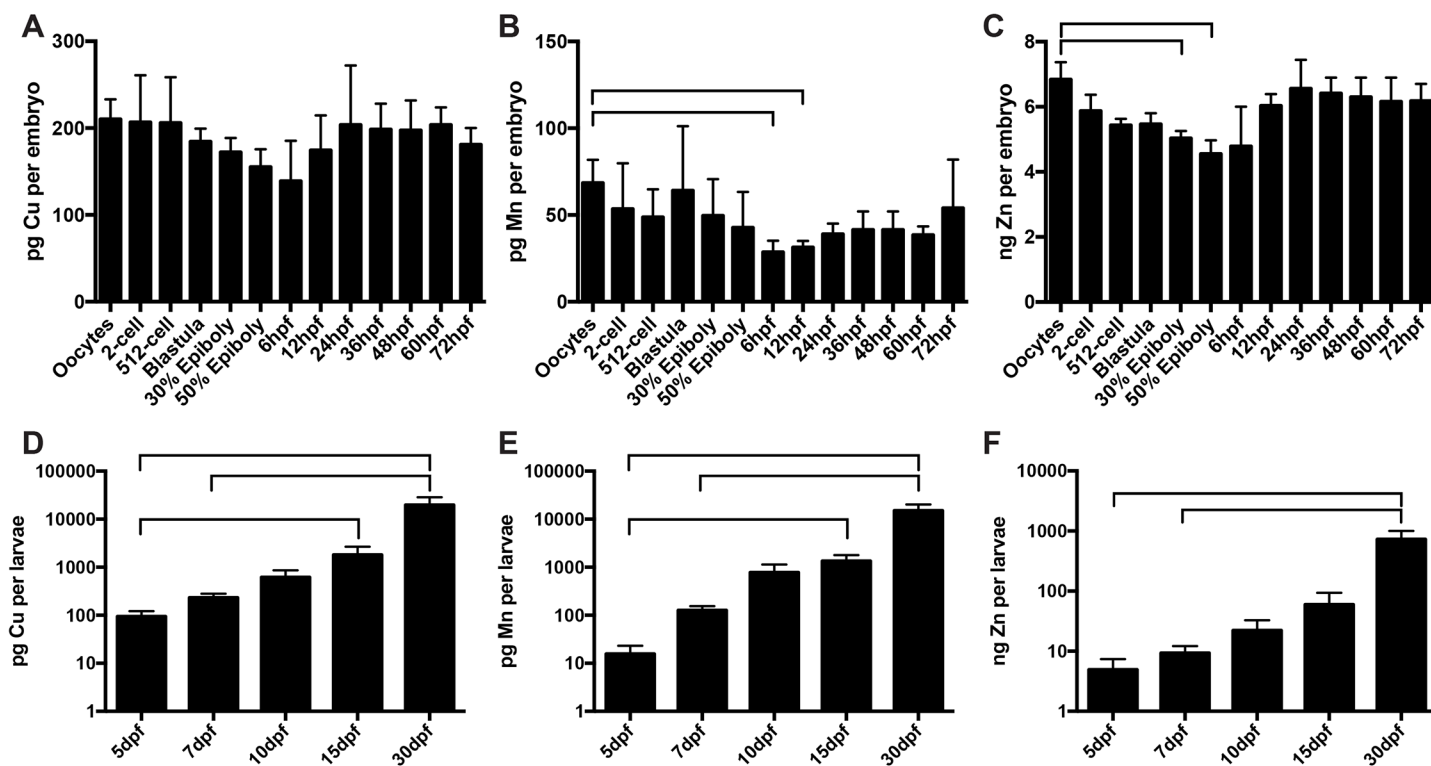 A
pg Cu per embryo
300
200
100
0
Oocytes
2-cell
512-cell
Blastula
30% Epiboly
50% Epiboly
6hpf
12hpf
24hpf
36hpf
48hpf
60hpf
72hpf
B
pg Mn per embryo
150
100
50
0
Oocytes
2-cell
512-cell
Blastula
30% Epiboly
50% Epiboly
6hpf
12hpf
24hpf
36hpf
48hpf
60hpf
72hpf
C
ng Zn per embryo
8
6
4
2
0
Oocytes
2-cell
512-cell
Blastula
30% Epiboly
50% Epiboly
6hpf
12hpf
24hpf
36hpf
48hpf
60hpf
72hpf
D
pg Cu per larvae
100000
10000
1000
100
10
1
5dpf
7dpf
10dpf
15dpf
30dpf
E
pg Mn per larvae
100000
10000
1000
100
10
1
5dpf
7dpf
10dpf
15dpf
30dpf
F
ng Zn per larvae
10000
1000
100
10
1
5dpf
7dpf
10dpf
15dpf
30dpf